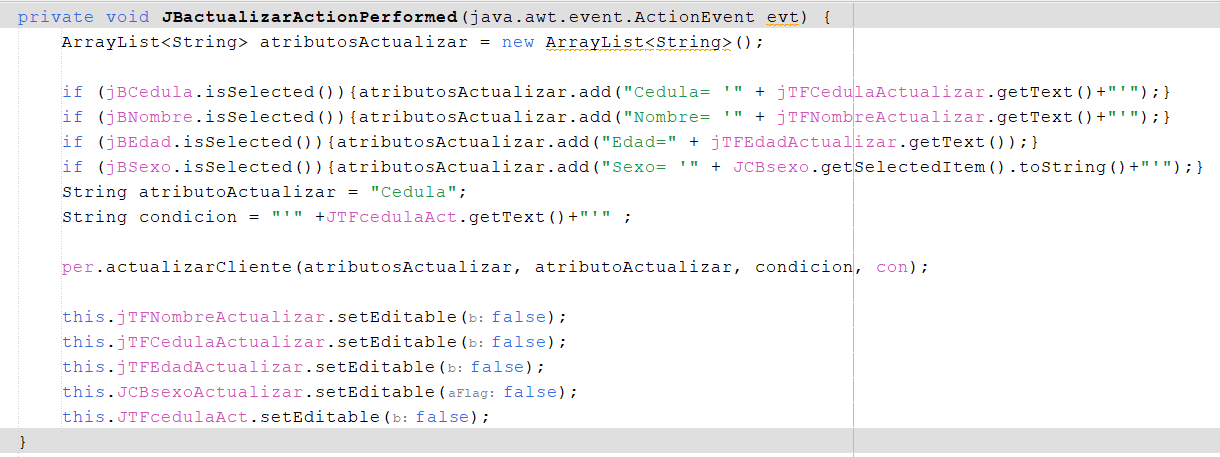 private void JBactualizarActionPerformed(java.awt.event.ActionEvent evt) {
ArrayList<String> atributosActualizar = new ArrayList<String>();
if (jBCedula.isSelected()){atributosActualizar.add("Cedula= '" + jTFCedulaActualizar.getText()+"'");}
if (jBNombre.isSelected()){atributosActualizar.add("Nombre= '" + jTFNombreActualizar.getText()+"'");}
if (jBEdad.isSelected()){atributosActualizar.add("Edad=" + jTFEdadActualizar.getText());}
if (jBSexo.isSelected()){atributosActualizar.add("Sexo= '" + JCBsexo.getSelectedItem().toString()+"'");}
String atributoActualizar = "Cedula";
String condicion = "'" +JTFcedulaAct.getText()+"'" ;
per.actualizarCliente(atributosActualizar, atributoActualizar, condicion, con);
this.jTFNombreActualizar.setEditable(b: false);
this.jTFCedulaActualizar.setEditable(b: false);
this.jTFEdadActualizar.setEditable(b: false);
this.JCBsexoActualizar.setEditable(aFlag: false);
this.JTFcedulaAct.setEditable(b: false);
}